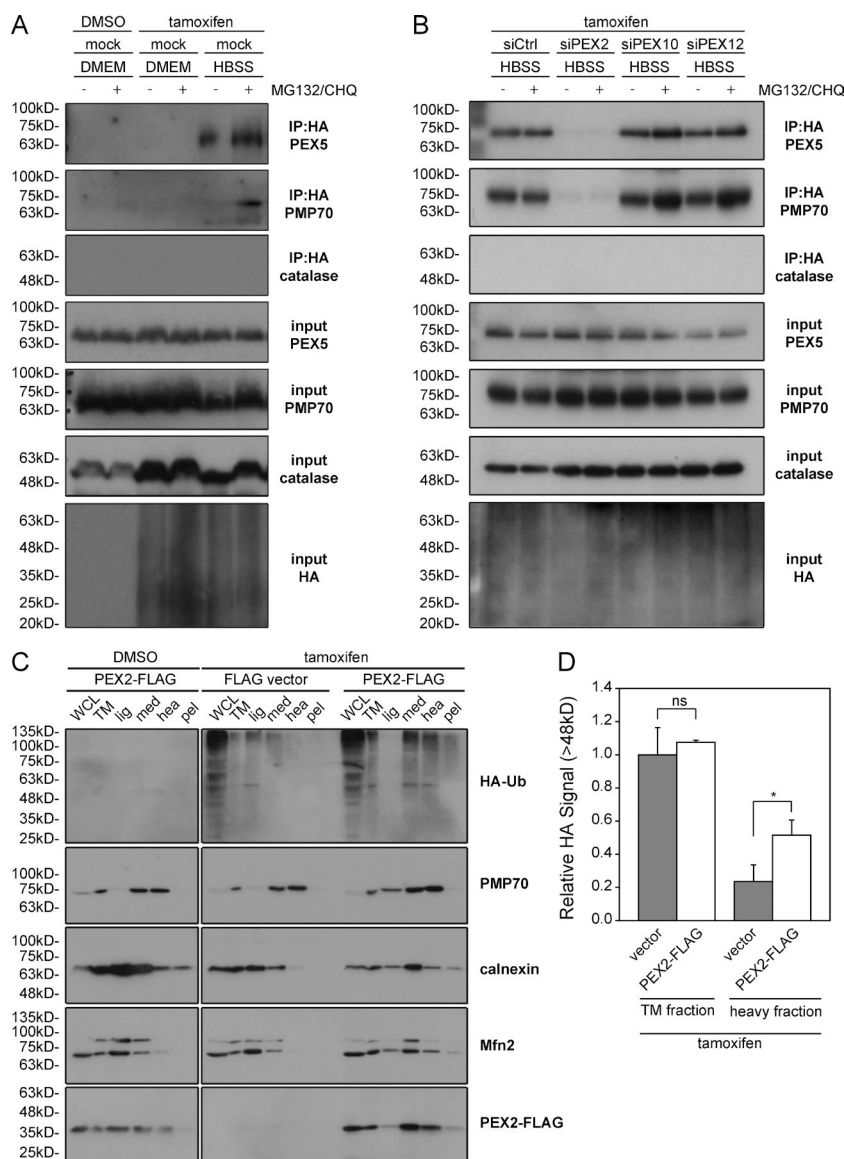 A
DMSO tamoxifen
mock mock mock
DMEM DMEM HBSS
- + - + - + MG132/CHQ
100kD-
75kD-
63kD-
IP:HA
PEX5
100kD-
75kD-
63kD-
IP:HA
PMP70
63kD-
48kD-
IP:HA
catalase
100kD-
75kD-
63kD-
input
PEX5
100kD-
75kD-
63kD-
input
PMP70
63kD-
48kD-
input
catalase
63kD-
48kD-
35kD-
25kD-
20kD-
input
HA
B
tamoxifen
siCtrl siPEX2 siPEX10 siPEX12
HBSS HBSS HBSS HBSS
- + - + - + - + MG132/CHQ
100kD-
75kD-
63kD-
IP:HA
PEX5
100kD-
75kD-
63kD-
IP:HA
PMP70
63kD-
48kD-
IP:HA
catalase
100kD-
75kD-
63kD-
input
PEX5
100kD-
75kD-
63kD-
input
PMP70
63kD-
48kD-
input
catalase
63kD-
48kD-
35kD-
25kD-
20kD-
input
HA
C
DMSO tamoxifen
PEX2-FLAG FLAG vector PEX2-FLAG
WCL TM lig med hea pel WCL TM lig med hea pel WCL TM lig med hea pel
135kD-
100kD-
75kD-
63kD-
48kD-
35kD-
25kD-
HA-Ub
100kD-
75kD-
63kD-
PMP70
100kD-
75kD-
63kD-
48kD-
calnexin
135kD-
100kD-
75kD-
63kD-
Mfn2
63kD-
48kD-
35kD-
25kD-
PEX2-FLAG
D
Relative HA Signal (>48kD)
1.4
1.2
1.0
0.8
0.6
0.4
0.2
0.0
ns
*
vector PEX2-FLAG vector PEX2-FLAG
TM fraction heavy fraction
tamoxifen